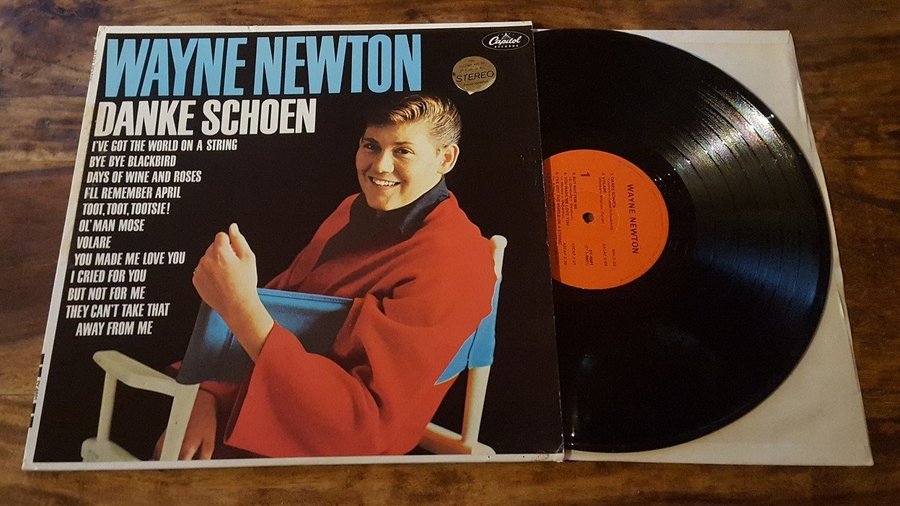 WAYNE NEWTON
DANKE SCHOEN
I'VE GOT THE WORLD ON A STRING
BYE BYE BLACKBIRD
DAYS OF WINE AND ROSES
I'LL REMEMBER APRIL
TOOT, TOOT, TOOTSIE!
OL' MAN MOSE
VOLARE
YOU MADE ME LOVE YOU
I CRIED FOR YOU
BUT NOT FOR ME
THEY CAN'T TAKE THAT
AWAY FROM ME
Capitol
RECORDS
STEREO
WAYNE NEWTON
1